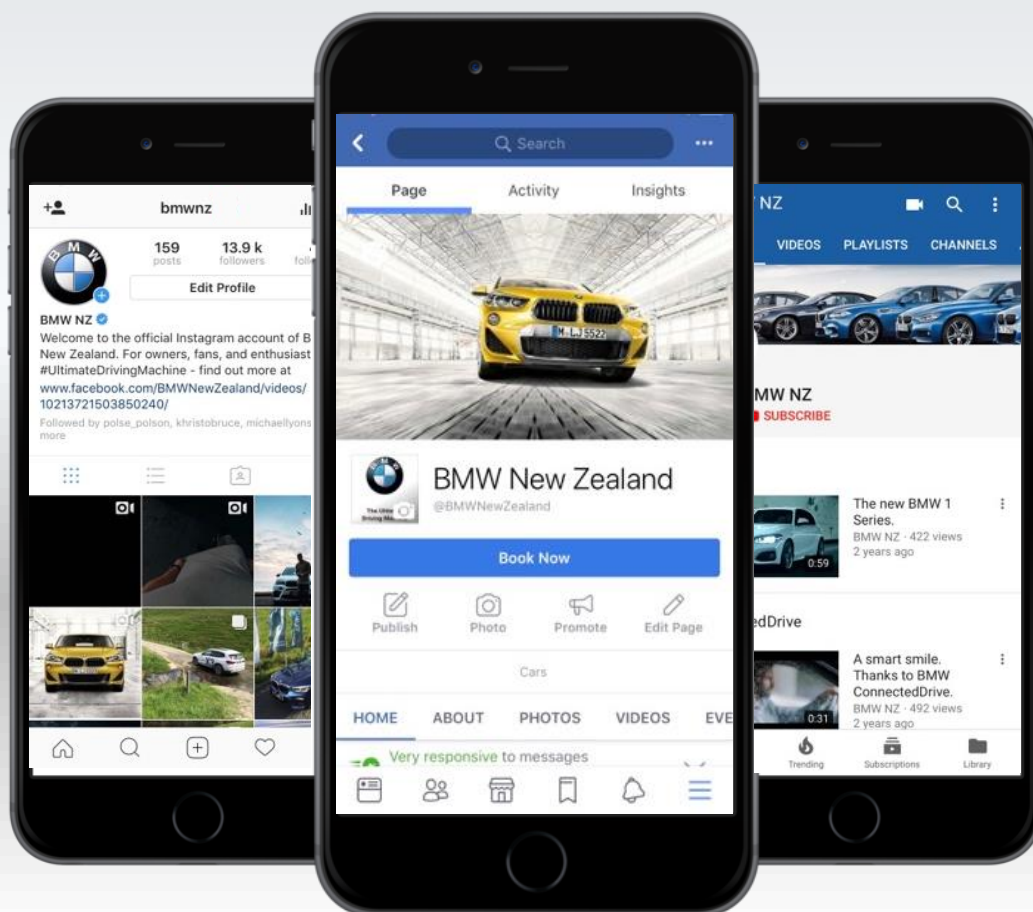 bmwnz
159
13.9 k
posts
followers
Edit Profile
BMW NZ
Welcome to the official Instagram account of B
New Zealand. For owners, fans, and enthusiast
#UltimateDrivingMachine - find out more at
www.facebook.com/BMWNewZealand/videos/
10213721503850240/
Followed by polse_polson, khristobruce, michaellyons
more
Search
Page
Activity
Insights
M·LJ 5522
BMW
BMW New Zealand
@BMWNewZealand
Book Now
Publish
Photo
Promote
Edit Page
Cars
HOME
ABOUT
PHOTOS
VIDEOS
EVE
Very responsive to messages
NZ
VIDEOS
PLAYLISTS
CHANNELS
MW NZ
SUBSCRIBE
The new BMW 1
Series.
BMW NZ · 422 views
2 years ago
0:59
edDrive
A smart smile.
Thanks to BMW
ConnectedDrive.
BMW NZ · 492 views
2 years ago
0:31
Trending
Subscriptions
Library